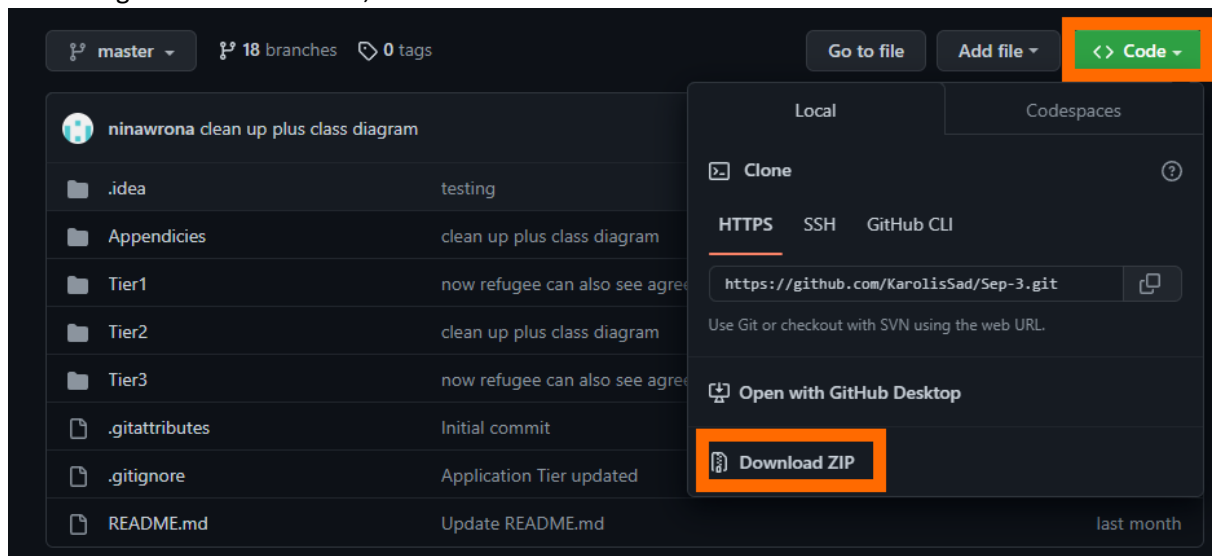 master 18 branches 0 tags Go to file Add file <> Code
Local Codespaces
ninawrona clean up plus class diagram
Clone
.idea testing
HTTPS SSH GitHub CLI
Appendicies clean up plus class diagram
Tier1 now refugee can also see agree
https://github.com/KarolisSad/Sep-3.git
Use Git or checkout with SVN using the web URL.
Tier2 clean up plus class diagram
Tier3 now refugee can also see agree
Open with GitHub Desktop
.gitattributes Initial commit
Download ZIP
.gitignore Application Tier updated
README.md Update README.md last month